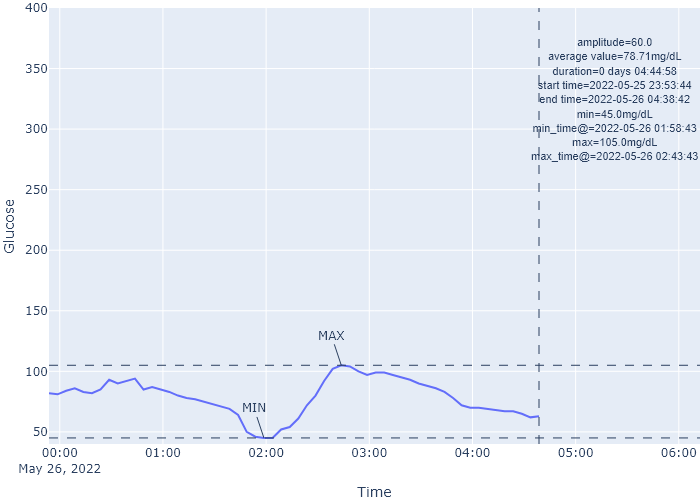 400
350
300
250
200
150
100
50
Glucose
amplitude=60.0
average value=78.71mg/dL
duration=0 days 04:44:58
start time=2022-05-25 23:53:44
end time=2022-05-26 04:38:42
min=45.0mg/dL
min_time@=2022-05-26 01:58:43
max=105.0mg/dL
max_time@=2022-05-26 02:43:43
MAX
MIN
00:00 01:00 02:00 03:00 04:00 05:00 06:00
May 26, 2022
Time